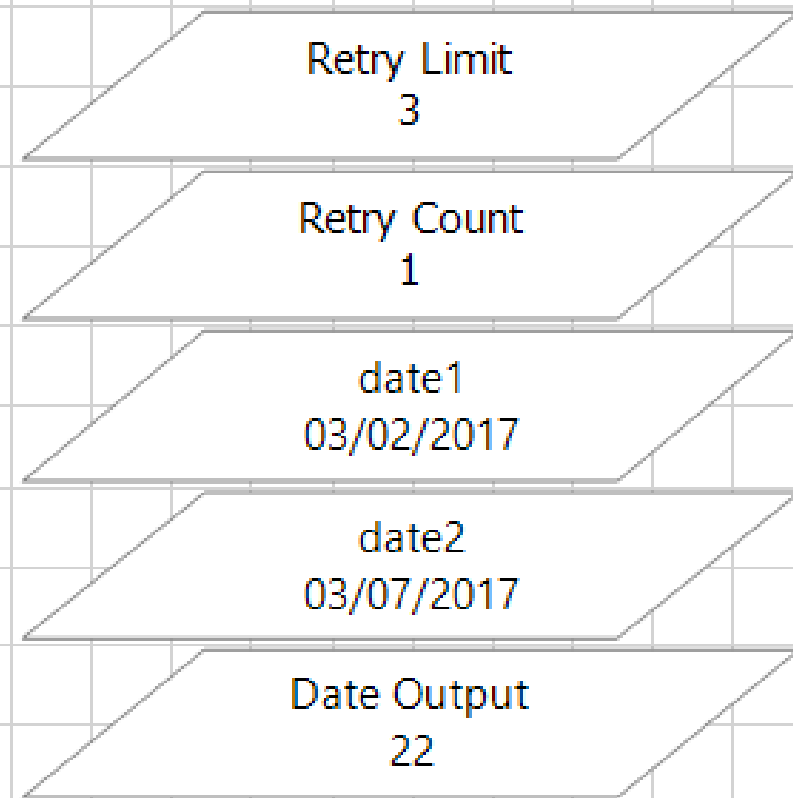 Retry Limit
3
Retry Count
1
date1
03/02/2017
date2
03/07/2017
Date Output
22